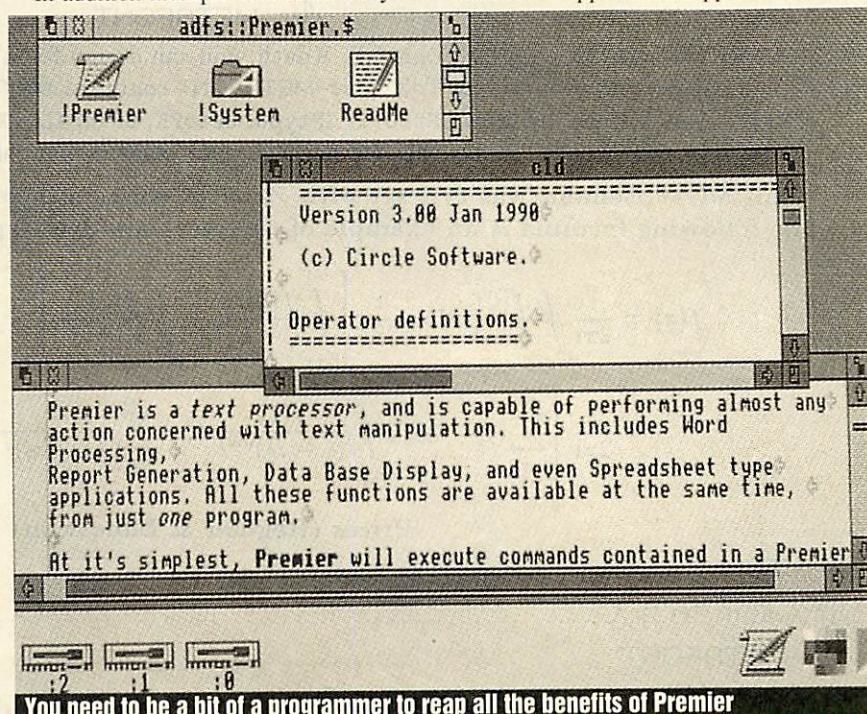 adfs::Premier.$
!Premier !System ReadMe
cld
================================================
Version 3.00 Jan 1990
(c) Circle Software.
Operator definitions.
====================
Premier is a text processor, and is capable of performing almost any
action concerned with text manipulation. This includes Word
Processing,
Report Generation, Data Base Display, and even Spreadsheet type
applications. All these functions are available at the same time,
from just one program.
At it's simplest, Premier will execute commands contained in a Premier
:2 :1 :0
You need to be a bit of a programmer to reap all the benefits of Premier